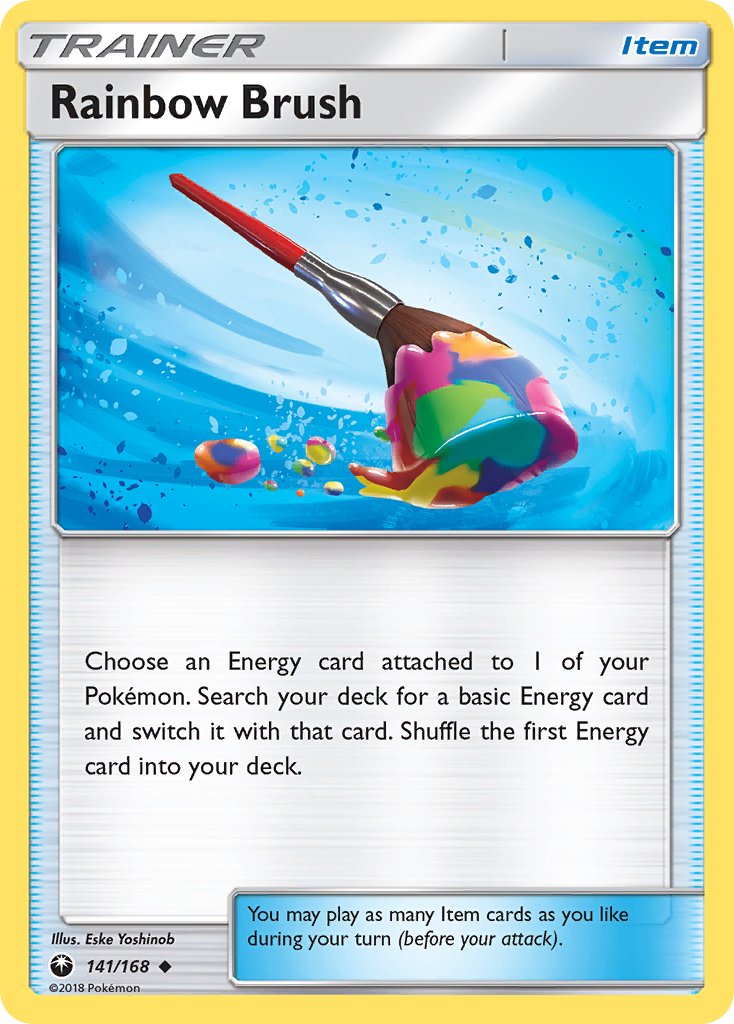 TRAINER
Item
Rainbow Brush
Choose an Energy card attached to 1 of your
Pokémon. Search your deck for a basic Energy card
and switch it with that card. Shuffle the first Energy
card into your deck.
You may play as many Item cards as you like
during your turn (before your attack).
Illus. Eske Yoshinob
141/168
©2018 Pokémon